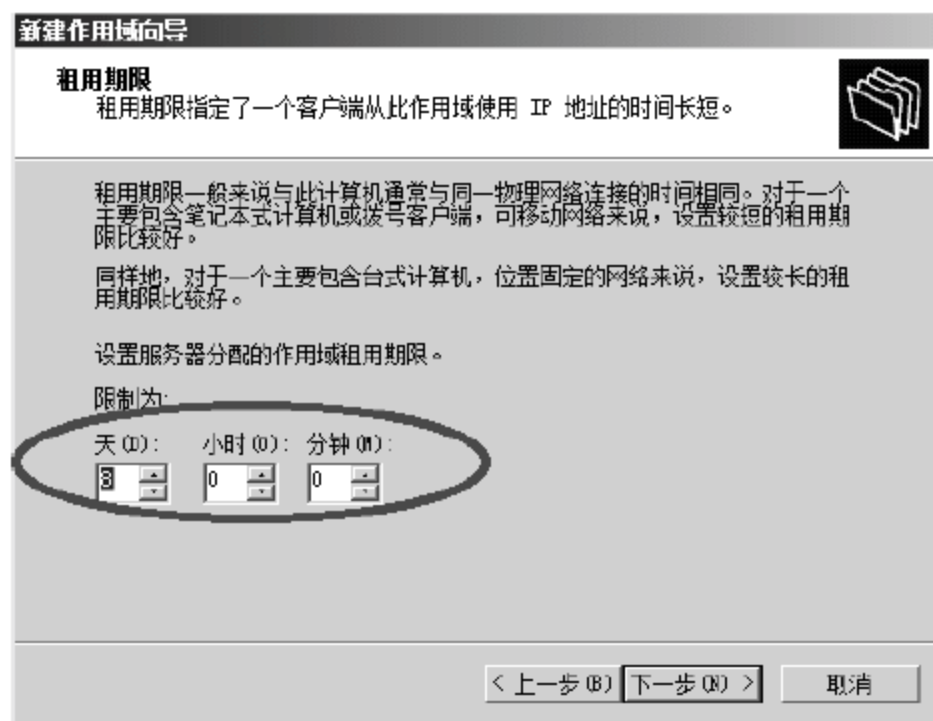 新建作用域向导
租用期限
租用期限指定了一个客户端从此作用域使用 IP 地址的时间长短。
租用期限一般来说与此计算机通常与同一物理网络连接的时间相同。对于一个
主要包含笔记本式计算机或拨号客户端，可移动网络来说，设置较短的租用期
限比较好。
同样地，对于一个主要包含台式计算机，位置固定的网络来说，设置较长的租
用期限比较好。
设置服务器分配的作用域租用期限。
限制为:
天(D): 小时(O): 分钟(M):
8 0 0
< 上一步(B) 下一步(N) > 取消